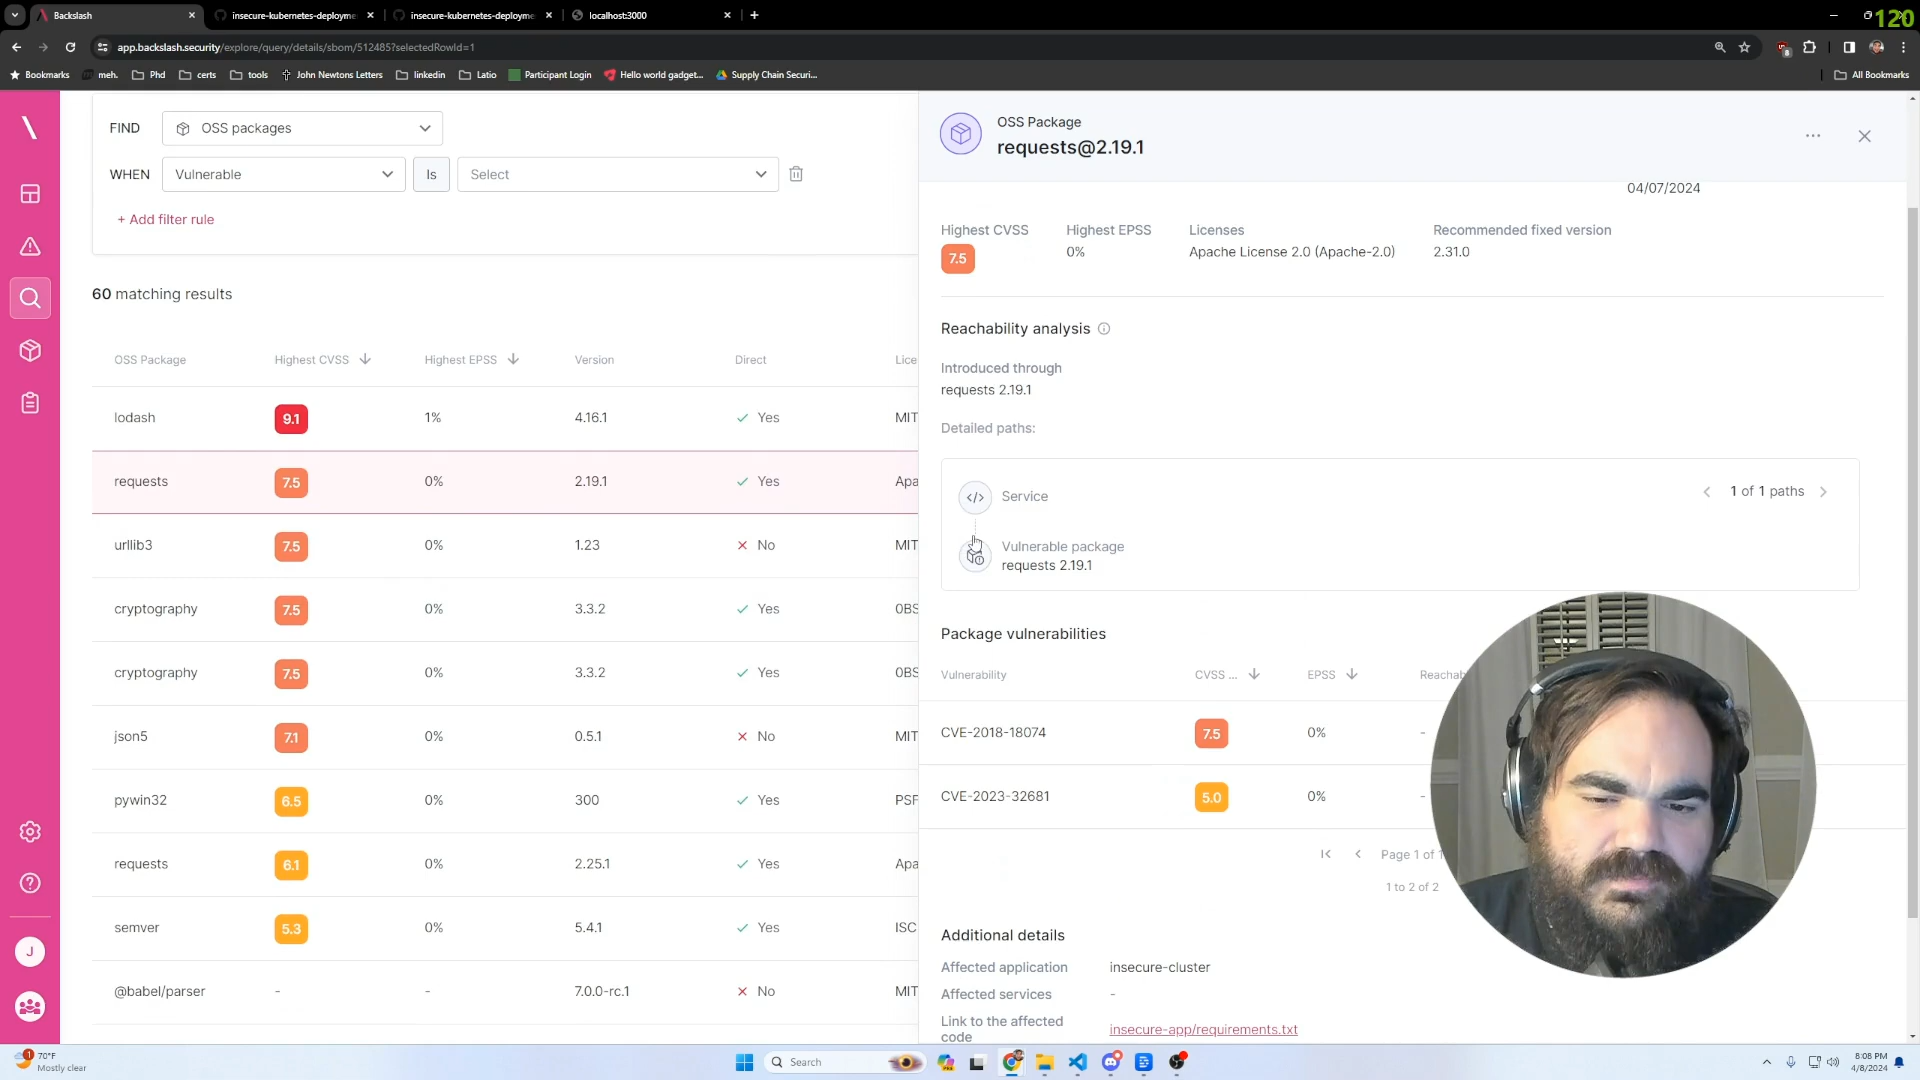 Backslash
insecure-kubernetes-deployme
insecure-kubernetes-deployme
localhost:3000
120
app.backslash.security/explore/query/details/sbom/512485?selectedRowId=1
Bookmarks
meh.
Phd
certs
tools
John Newtons Letters
linkedin
Latio
Participant Login
Hello world gadget...
Supply Chain Securi...
All Bookmarks
FIND
OSS packages
WHEN
Vulnerable
Is
Select
+ Add filter rule
60 matching results
OSS Package
Highest CVSS
Highest EPSS
Version
Direct
Lice
lodash 9.1 1% 4.16.1 Yes MIT
requests 7.5 0% 2.19.1 Yes Apa
urllib3 7.5 0% 1.23 No MIT
cryptography 7.5 0% 3.3.2 Yes 0BS
cryptography 7.5 0% 3.3.2 Yes 0BS
json5 7.1 0% 0.5.1 No MIT
pywin32 6.5 0% 300 Yes PSF
requests 6.1 0% 2.25.1 Yes Apa
semver 5.3 0% 5.4.1 Yes ISC
@babel/parser - - 7.0.0-rc.1 No MIT
J
OSS Package
requests@2.19.1
04/07/2024
Highest CVSS
7.5
Highest EPSS
0%
Licenses
Apache License 2.0 (Apache-2.0)
Recommended fixed version
2.31.0
Reachability analysis
Introduced through
requests 2.19.1
Detailed paths:
Service
1 of 1 paths
Vulnerable package
requests 2.19.1
Package vulnerabilities
Vulnerability
CVSS ...
EPSS
Reachab
CVE-2018-18074 7.5 0% -
CVE-2023-32681 5.0 0% -
Page 1 of 1
1 to 2 of 2
Additional details
Affected application
insecure-cluster
Affected services
-
Link to the affected
code
insecure-app/requirements.txt
70°F
Mostly clear
Search
8:08 PM
4/8/2024